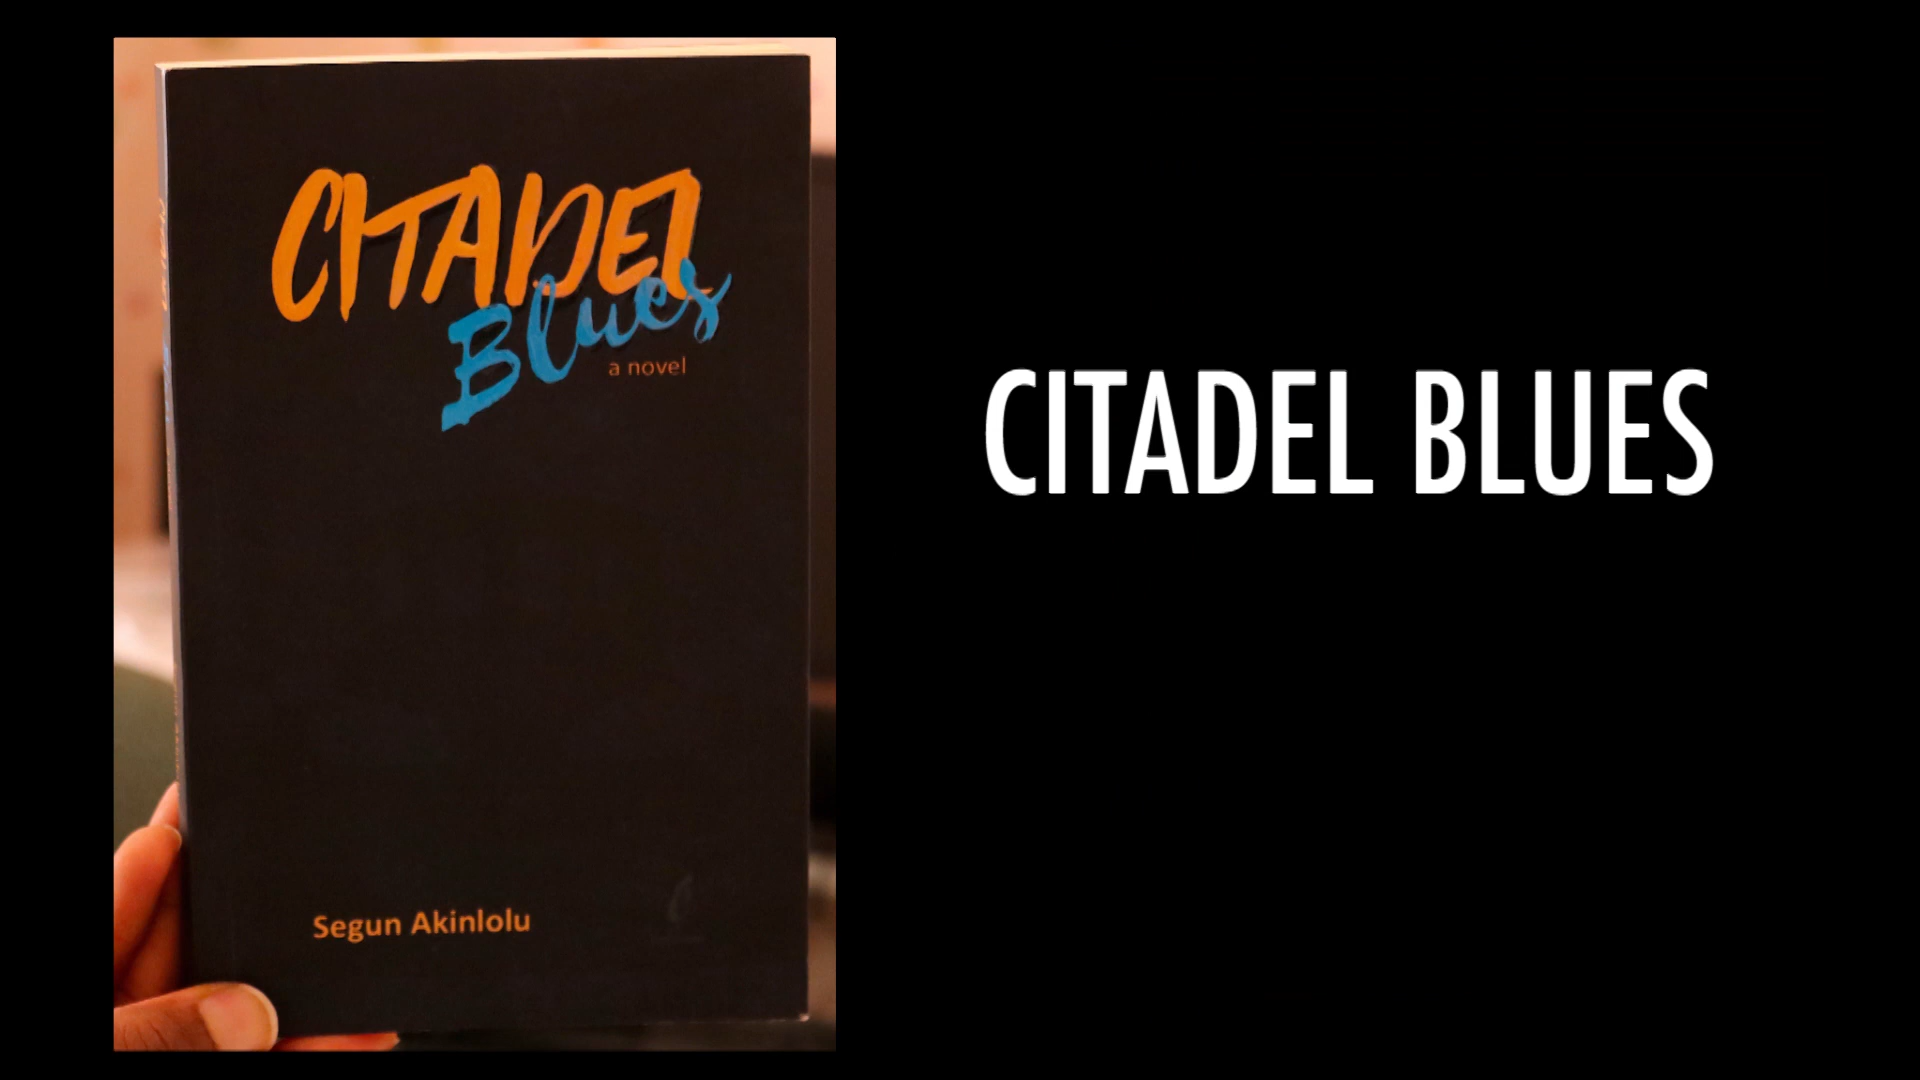 CITADEL
Blues
a novel
Segun Akinlolu
CITADEL BLUES